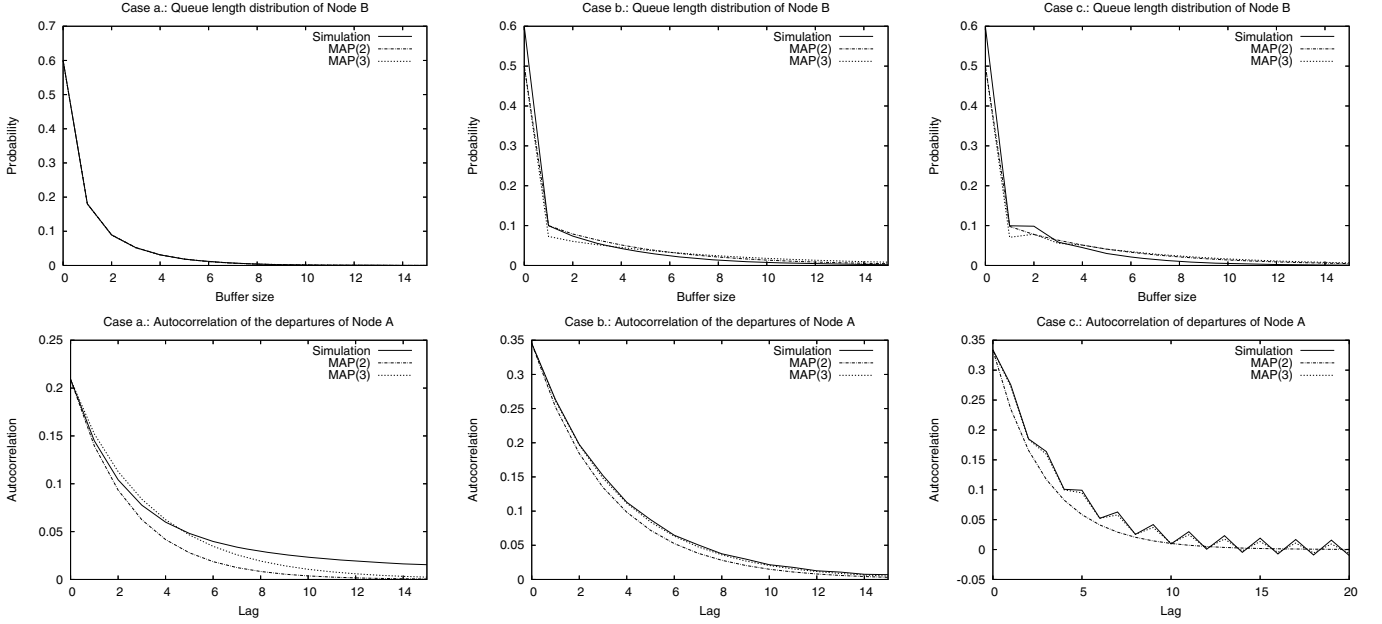 Case a.: Queue length distribution of Node B
Probability
0.7
0.6
0.5
0.4
0.3
0.2
0.1
0
Simulation
MAP(2)
MAP(3)
0 2 4 6 8 10 12 14
Buffer size
Case b.: Queue length distribution of Node B
Probability
0.6
0.5
0.4
0.3
0.2
0.1
0
Simulation
MAP(2)
MAP(3)
0 2 4 6 8 10 12 14
Buffer size
Case c.: Queue length distribution of Node B
Probability
0.6
0.5
0.4
0.3
0.2
0.1
0
Simulation
MAP(2)
MAP(3)
0 2 4 6 8 10 12 14
Buffer size
Case a.: Autocorrelation of the departures of Node A
Autocorrelation
0.25
0.2
0.15
0.1
0.05
0
Simulation
MAP(2)
MAP(3)
0 2 4 6 8 10 12 14
Lag
Case b.: Autocorrelation of the departures of Node A
Autocorrelation
0.35
0.3
0.25
0.2
0.15
0.1
0.05
0
Simulation
MAP(2)
MAP(3)
0 2 4 6 8 10 12 14
Lag
Case c.: Autocorrelation of departures of Node A
Autocorrelation
0.35
0.3
0.25
0.2
0.15
0.1
0.05
0
-0.05
Simulation
MAP(2)
MAP(3)
0 5 10 15 20
Lag